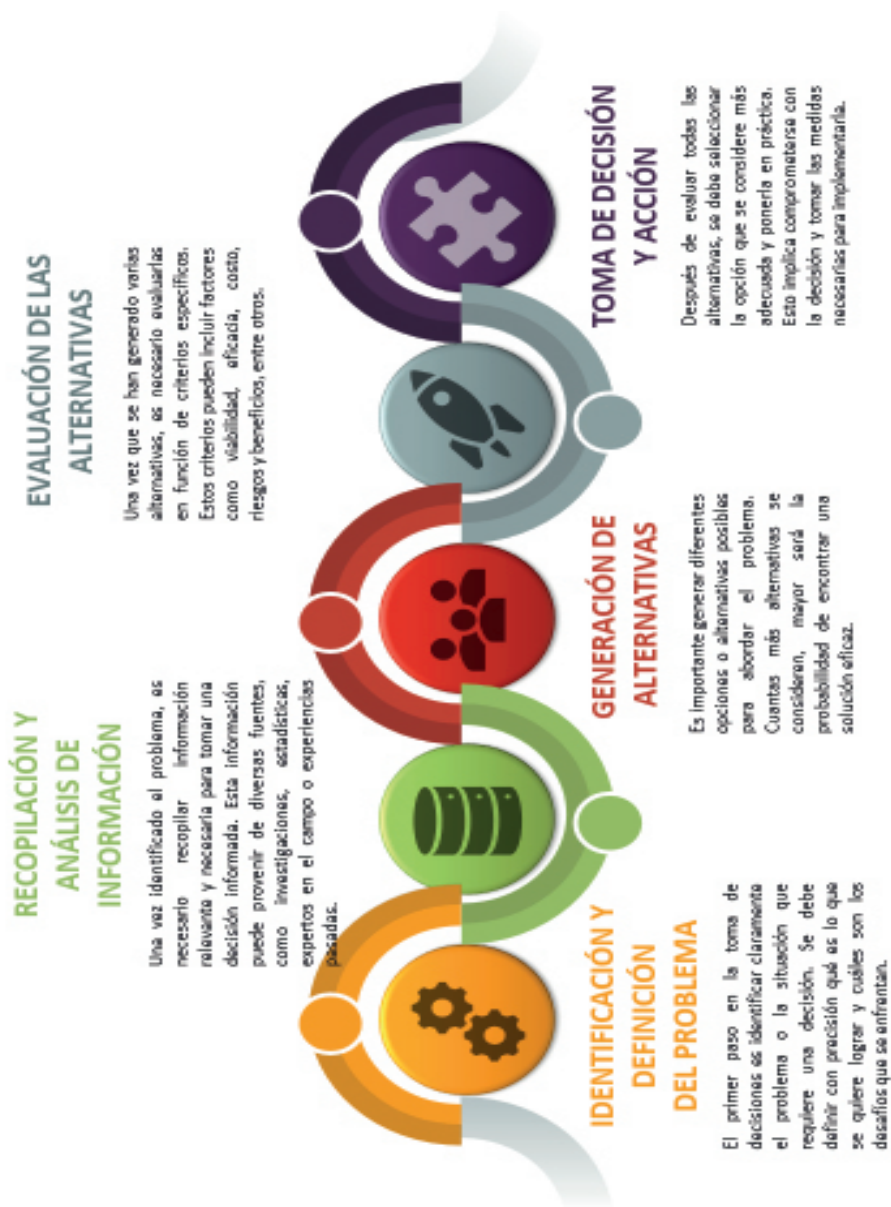 IDENTIFICACIÓN Y
DEFINICIÓN
DEL PROBLEMA
El primer paso en la toma de
decisiones es identificar claramente
el problema o la situación que
requiere una decisión. Se debe
definir con precisión qué es lo que
se quiere lograr y cuáles son los
desafíos que se enfrentan.
RECOPILACIÓN Y
ANÁLISIS DE
INFORMACIÓN
Una vez identificado el problema, es
necesario recopilar información
relevante y necesaria para tomar una
decisión informada. Esta información
puede provenir de diversas fuentes,
como investigaciones, estadísticas,
expertos en el campo o experiencias
pasadas.
GENERACIÓN DE
ALTERNATIVAS
Es importante generar diferentes
opciones o alternativas posibles
para abordar el problema.
Cuantas más alternativas se
consideren, mayor será la
probabilidad de encontrar una
solución eficaz.
EVALUACIÓN DE LAS
ALTERNATIVAS
Una vez que se han generado varias
alternativas, es necesario evaluarlas
en función de criterios específicos.
Estos criterios pueden incluir factores
como viabilidad, eficacia, costo,
riesgos y beneficios, entre otros.
TOMA DE DECISIÓN
Y ACCIÓN
Después de evaluar todas las
alternativas, se debe seleccionar
la opción que se considere más
adecuada y ponerla en práctica.
Esto implica comprometerse con
la decisión y tomar las medidas
necesarias para implementarla.